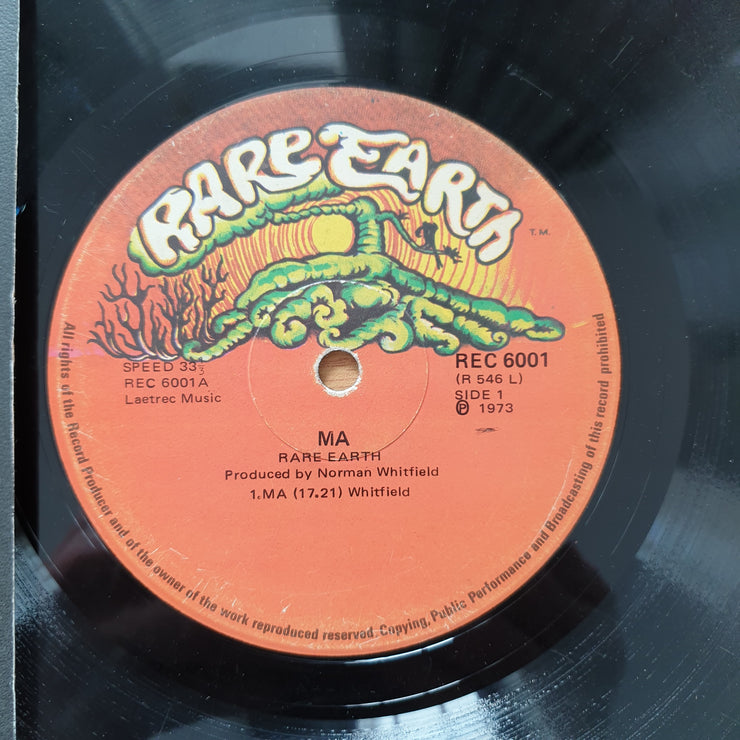 RARE EARTH
T.M.
SPEED 33⅓
REC 6001A
Laetrec Music
REC 6001
(R 546 L)
SIDE 1
Ⓟ 1973
MA
RARE EARTH
Produced by Norman Whitfield
1.MA (17.21) Whitfield
All rights of the Record Producer and of the owner of the work reproduced reserved. Copying, Public Performance and Broadcasting of this record prohibited